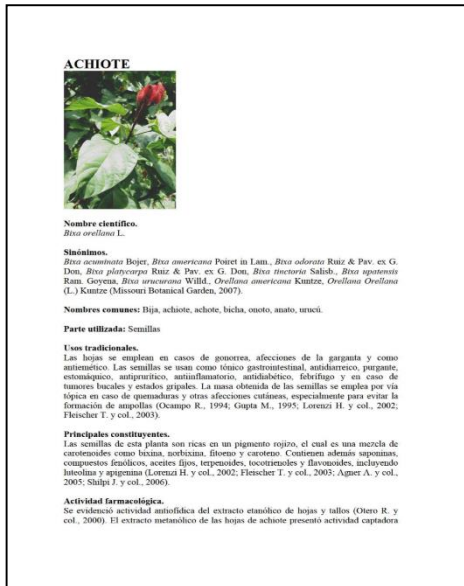 ACHIOTE
Nombre científico.
Bixa orellana L.
Sinónimos.
Bixa acuminata Bojer, Bixa americana Poiret in Lam., Bixa odorata Ruiz & Pav. ex G.
Don, Bixa platycarpa Ruiz & Pav. ex G. Don, Bixa tinctoria Salisb., Bixa upatensis
Ram. Goyena, Bixa urucurana Willd., Orellana americana Kuntze, Orellana Orellana
(L.) Kuntze (Missouri Botanical Garden, 2007).
Nombres comunes: Bija, achiote, achote, bicha, onoto, anato, urucú.
Parte utilizada: Semillas
Usos tradicionales.
Las hojas se emplean en casos de gonorrea, afecciones de la garganta y como
antiemético. Las semillas se usan como tónico gastrointestinal, antidiarreico, purgante,
estomáquico, antiprurítico, antiinflamatorio, antidiabético, febrífugo y en caso de
tumores bucales y estados gripales. La masa obtenida de las semillas se emplea por vía
tópica en caso de quemaduras y otras afecciones cutáneas, especialmente para evitar la
formación de ampollas (Ocampo R., 1994; Gupta M., 1995; Lorenzi H. y col., 2002;
Fleischer T. y col., 2003).
Principales constituyentes.
Las semillas de esta planta son ricas en un pigmento rojizo, el cual es una mezcla de
carotenoides como bixina, norbixina, fitoeno y caroteno. Contienen además saponinas,
compuestos fenólicos, aceites fijos, terpenoides, tocotrienoles y flavonoides, incluyendo
luteolina y apigenina (Lorenzi H. y col., 2002; Fleischer T. y col., 2003; Agner A. y col.,
2005; Shilpi J. y col., 2006).
Actividad farmacológica.
Se evidenció actividad antiofídica del extracto etanólico de hojas y tallos (Otero R. y
col., 2000). El extracto metanólico de las hojas de achiote presentó actividad captadora